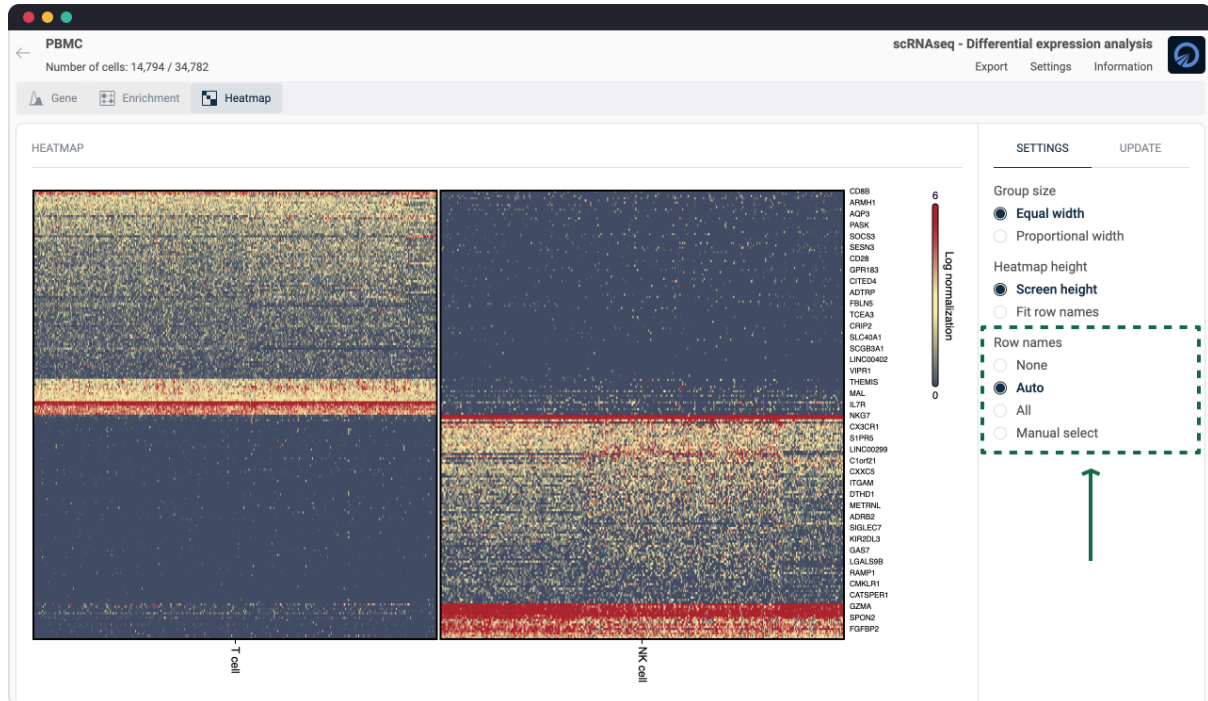 PBMC
Number of cells: 14,794 / 34,782
scRNAseq - Differential expression analysis
Export Settings Information
Gene Enrichment Heatmap
HEATMAP
SETTINGS UPDATE
CD8B
ARMH1
AQP3
PASK
SOCS3
SESN3
CD28
GPR183
CITED4
ADTRP
FBLN5
TCEA3
CRIP2
SLC40A1
SCGB3A1
LINC00402
VIPR1
THEMIS
MAL
IL7R
NKG7
CX3CR1
S1PR5
LINC00299
C1orf21
CXXC5
ITGAM
DTHD1
METRNL
ADRB2
SIGLEC7
KIR2DL3
GAS7
LGALS9B
RAMP1
CMKLR1
CATSPER1
GZMA
SPON2
FGFBP2
6
Log normalization
0
T cell
NK cell
Group size
Equal width
Proportional width
Heatmap height
Screen height
Fit row names
Row names
None
Auto
All
Manual select